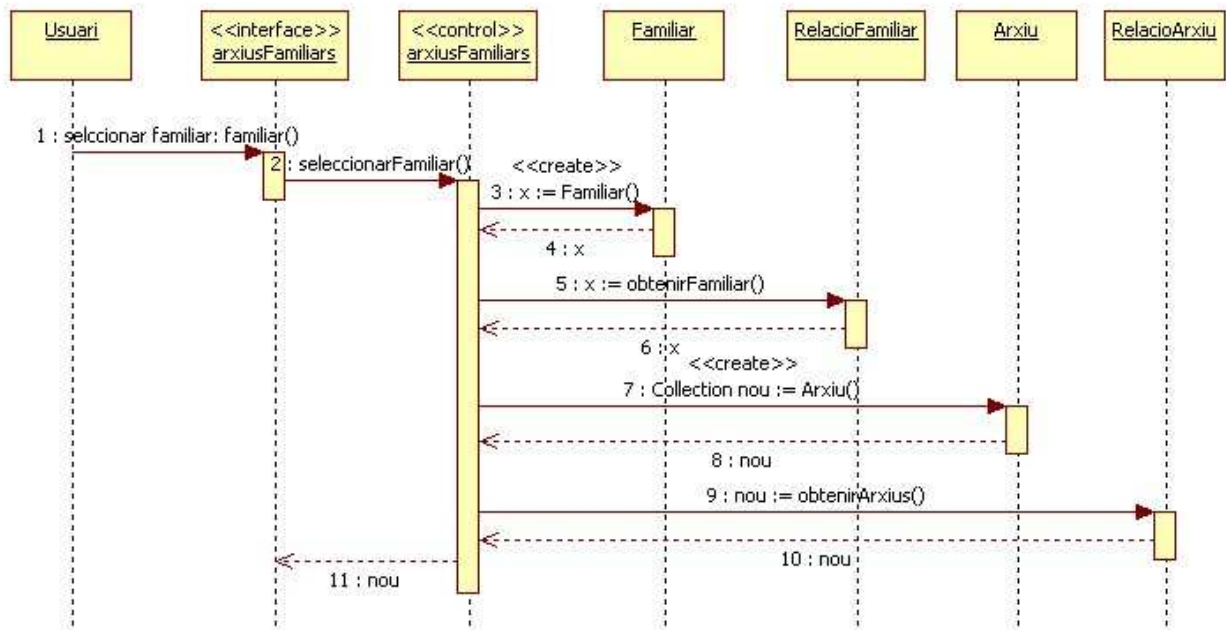 Usuari
<<interface>>
arxiusFamiliars
<<control>>
arxiusFamiliars
Familiar
RelacioFamiliar
Arxiu
RelacioArxiu
1 : selccionar familiar: familiar()
2 : seleccionarFamiliar()
<<create>>
3 : x := Familiar()
4 : x
5 : x := obtenirFamiliar()
6 : x
<<create>>
7 : Collection nou := Arxiu()
8 : nou
9 : nou := obtenirArxius()
10 : nou
11 : nou